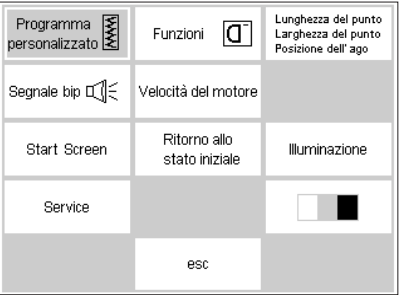 Programma
personalizzato
Funzioni
Lunghezza del punto
Larghezza del punto
Posizione dell'ago
Segnale bip
Velocità del motore
Start Screen
Ritorno allo
stato iniziale
Illuminazione
Service
esc